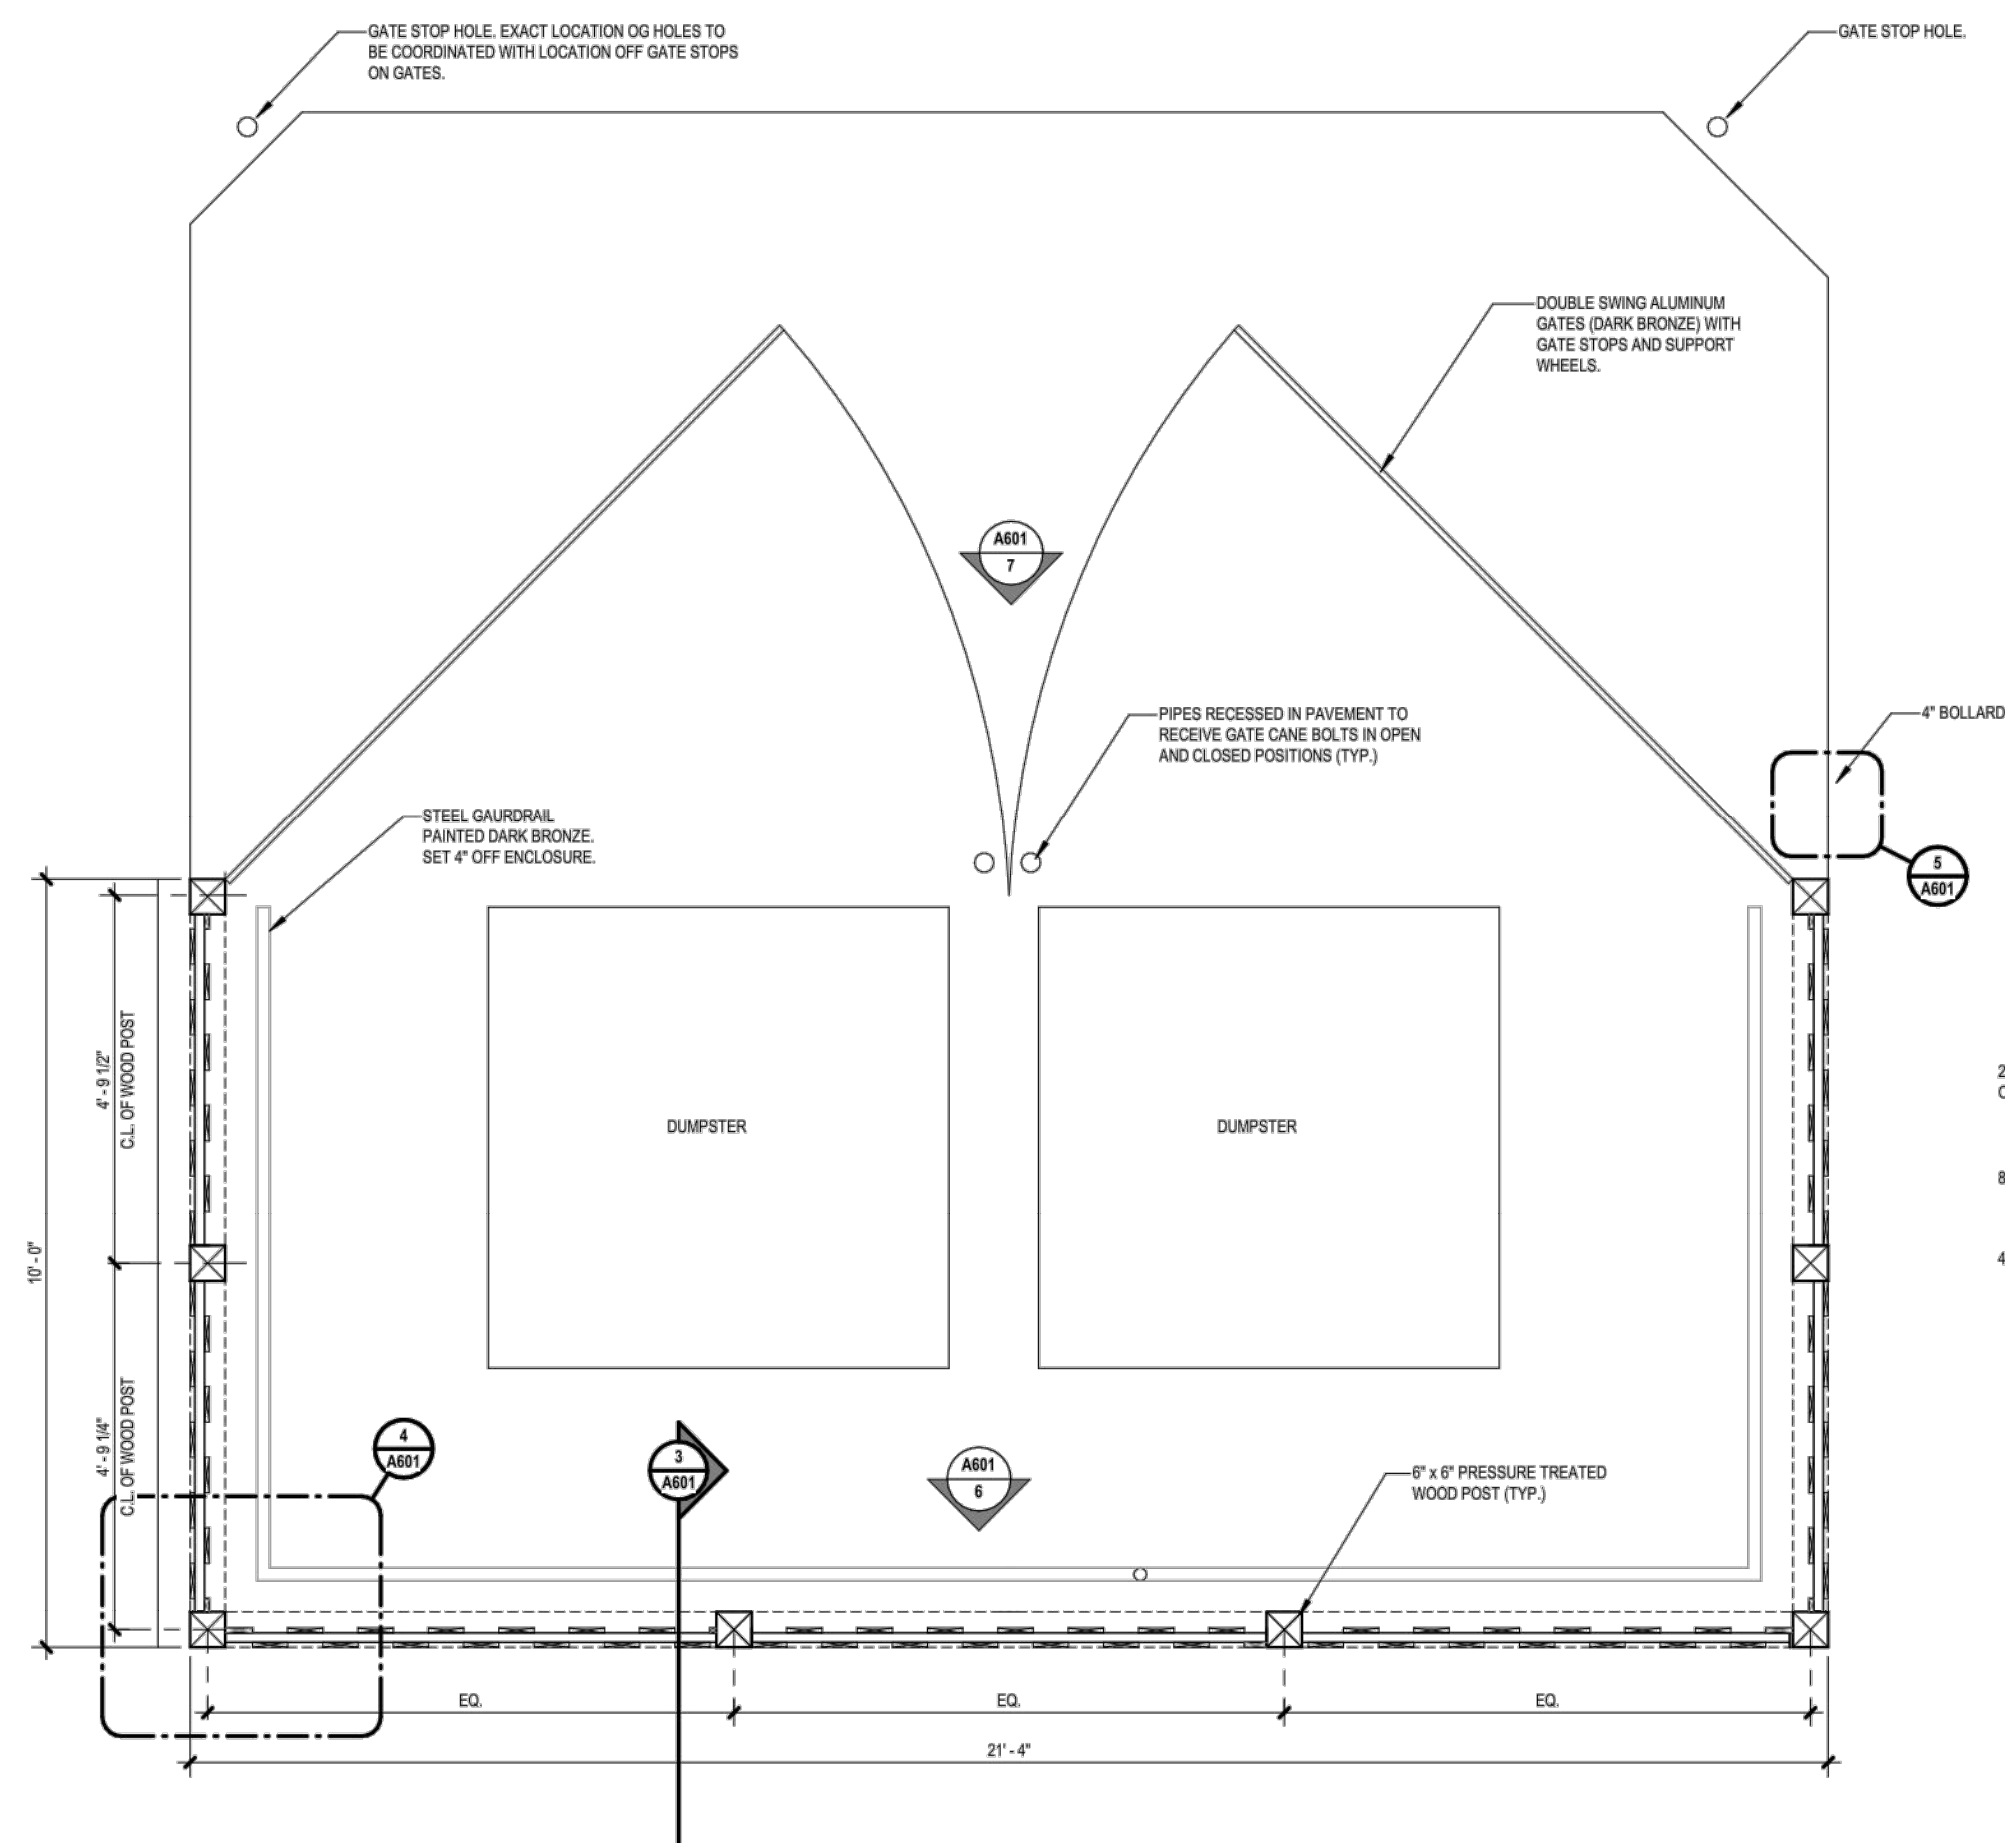 GATE STOP HOLE. EXACT LOCATION OG HOLES TO
BE COORDINATED WITH LOCATION OFF GATE STOPS
ON GATES.
GATE STOP HOLE.
DOUBLE SWING ALUMINUM
GATES (DARK BRONZE) WITH
GATE STOPS AND SUPPORT
WHEELS.
A601
7
PIPES RECESSED IN PAVEMENT TO
RECEIVE GATE CANE BOLTS IN OPEN
AND CLOSED POSITIONS (TYP.)
4" BOLLARD
STEEL GAURDRAIL
PAINTED DARK BRONZE.
SET 4" OFF ENCLOSURE.
5
A601
4' - 9 1/2"
C.L. OF WOOD POST
10' - 0"
DUMPSTER
DUMPSTER
2
C
8
4
4' - 9 1/4"
C.L. OF WOOD POST
4
A601
3
A601
A601
6
6" x 6" PRESSURE TREATED
WOOD POST (TYP.)
EQ.
EQ.
EQ.
21' - 4"